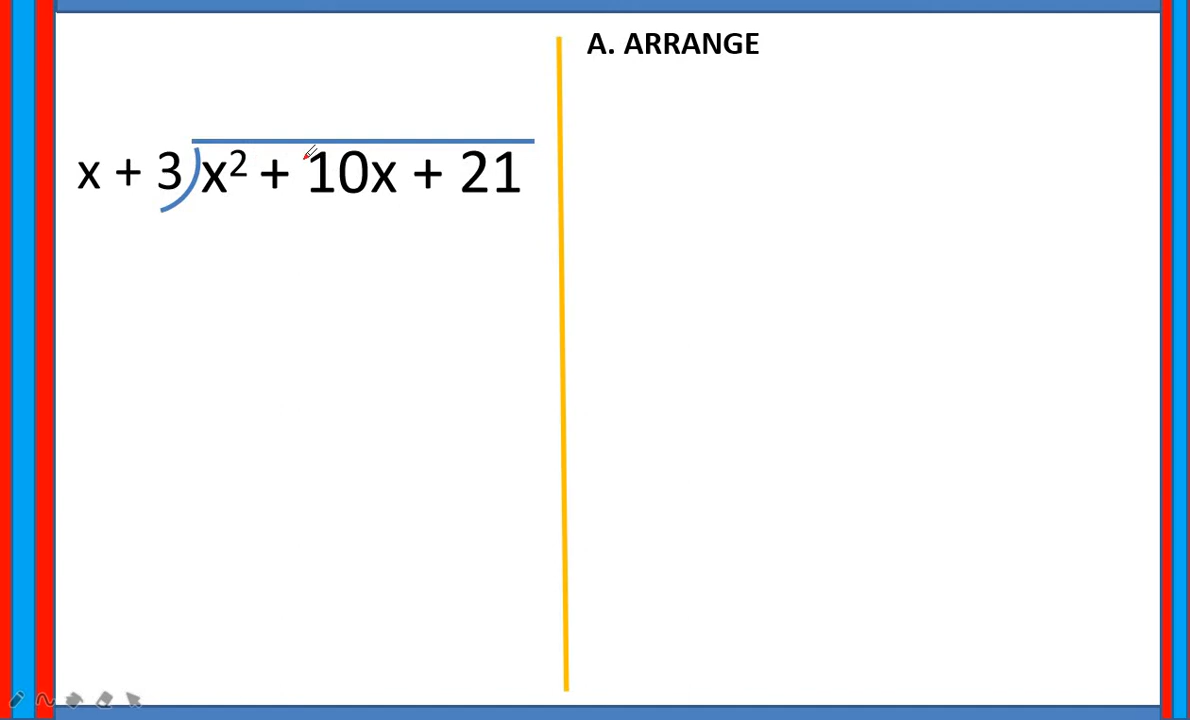 x + 3)x² + 10x + 21
A. ARRANGE